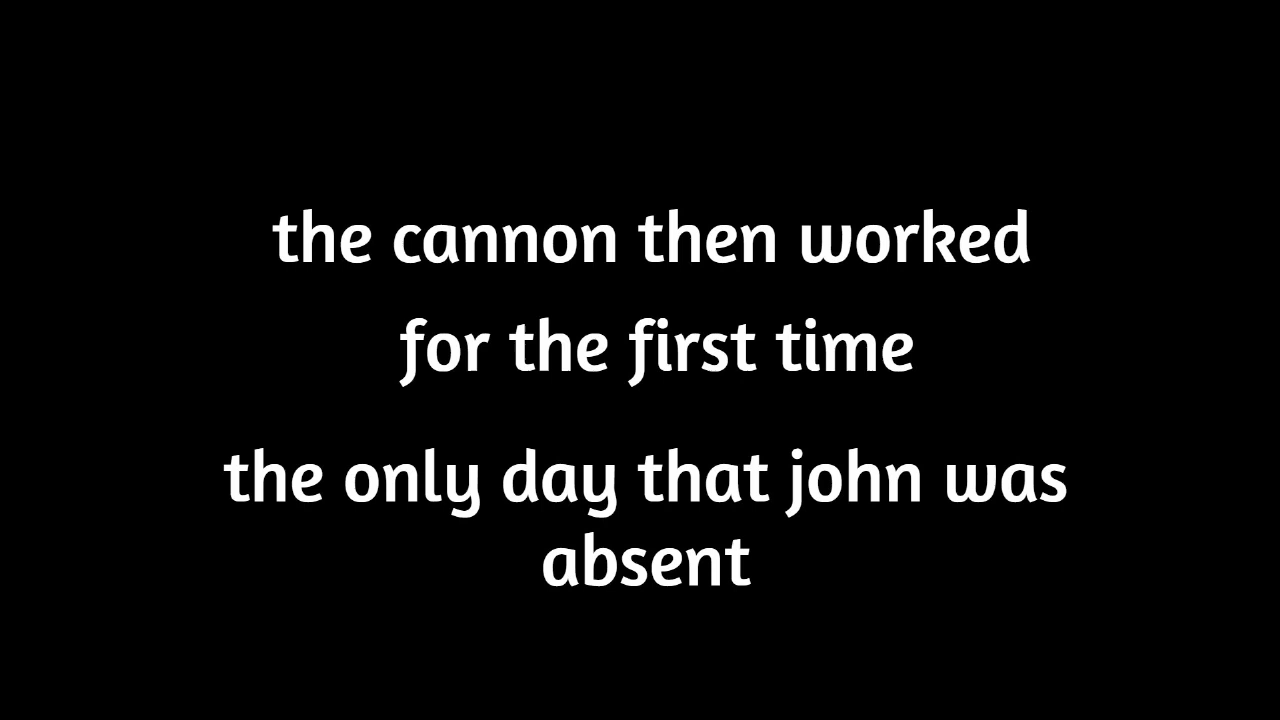 the cannon then worked
for the first time
the only day that john was
absent